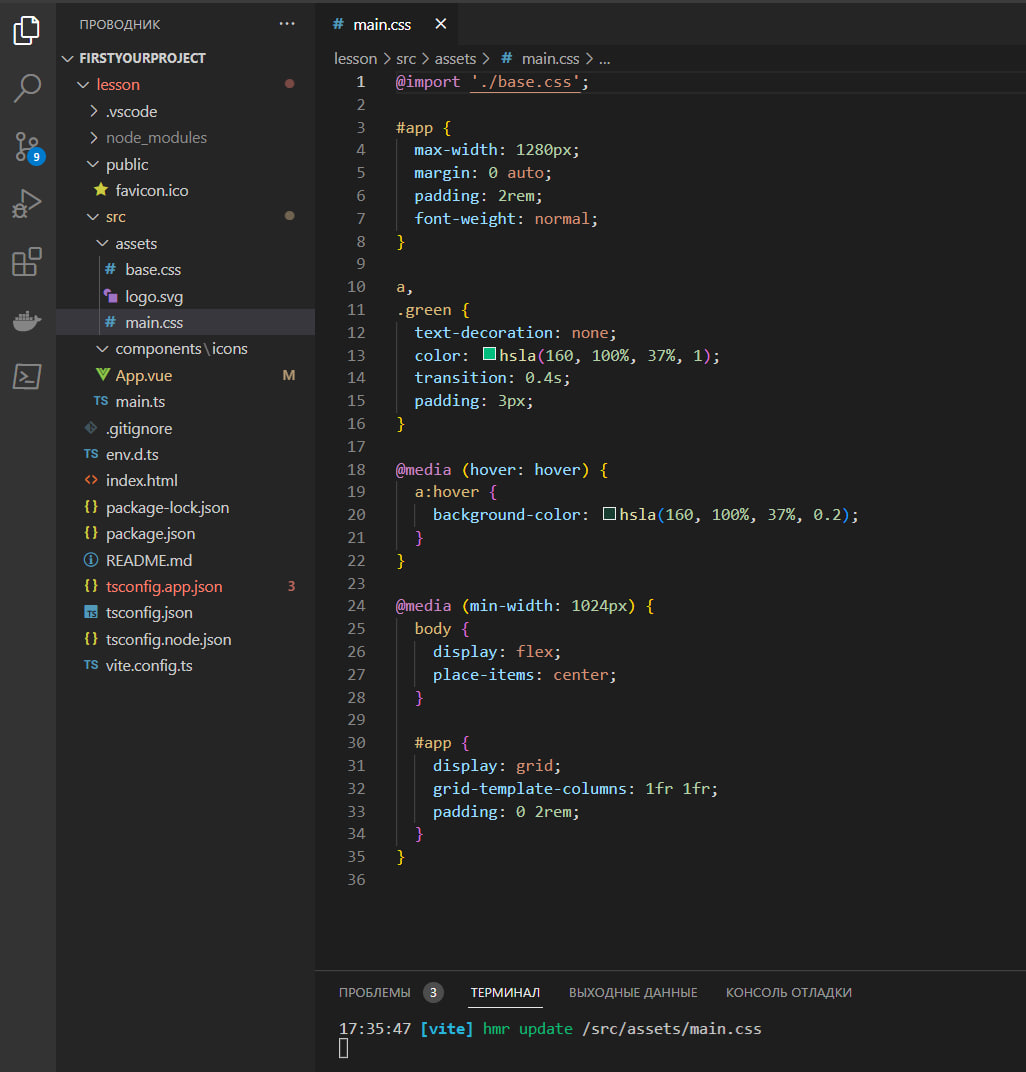 ПРОВОДНИК ···
FIRSTYOURPROJECT
lesson
.vscode
node_modules
public
favicon.ico
src
assets
# base.css
logo.svg
# main.css
components\icons
App.vue M
TS main.ts
.gitignore
TS env.d.ts
<> index.html
{} package-lock.json
{} package.json
README.md
{} tsconfig.app.json 3
TS tsconfig.json
{} tsconfig.node.json
TS vite.config.ts
9
# main.css ×
lesson > src > assets > # main.css > ...
1 @import './base.css';
2
3 #app {
4 max-width: 1280px;
5 margin: 0 auto;
6 padding: 2rem;
7 font-weight: normal;
8 }
9
10 a,
11 .green {
12 text-decoration: none;
13 color: hsla(160, 100%, 37%, 1);
14 transition: 0.4s;
15 padding: 3px;
16 }
17
18 @media (hover: hover) {
19 a:hover {
20 background-color: hsla(160, 100%, 37%, 0.2);
21 }
22 }
23
24 @media (min-width: 1024px) {
25 body {
26 display: flex;
27 place-items: center;
28 }
29
30 #app {
31 display: grid;
32 grid-template-columns: 1fr 1fr;
33 padding: 0 2rem;
34 }
35 }
36
ПРОБЛЕМЫ 3 ТЕРМИНАЛ ВЫХОДНЫЕ ДАННЫЕ КОНСОЛЬ ОТЛАДКИ
17:35:47 [vite] hmr update /src/assets/main.css